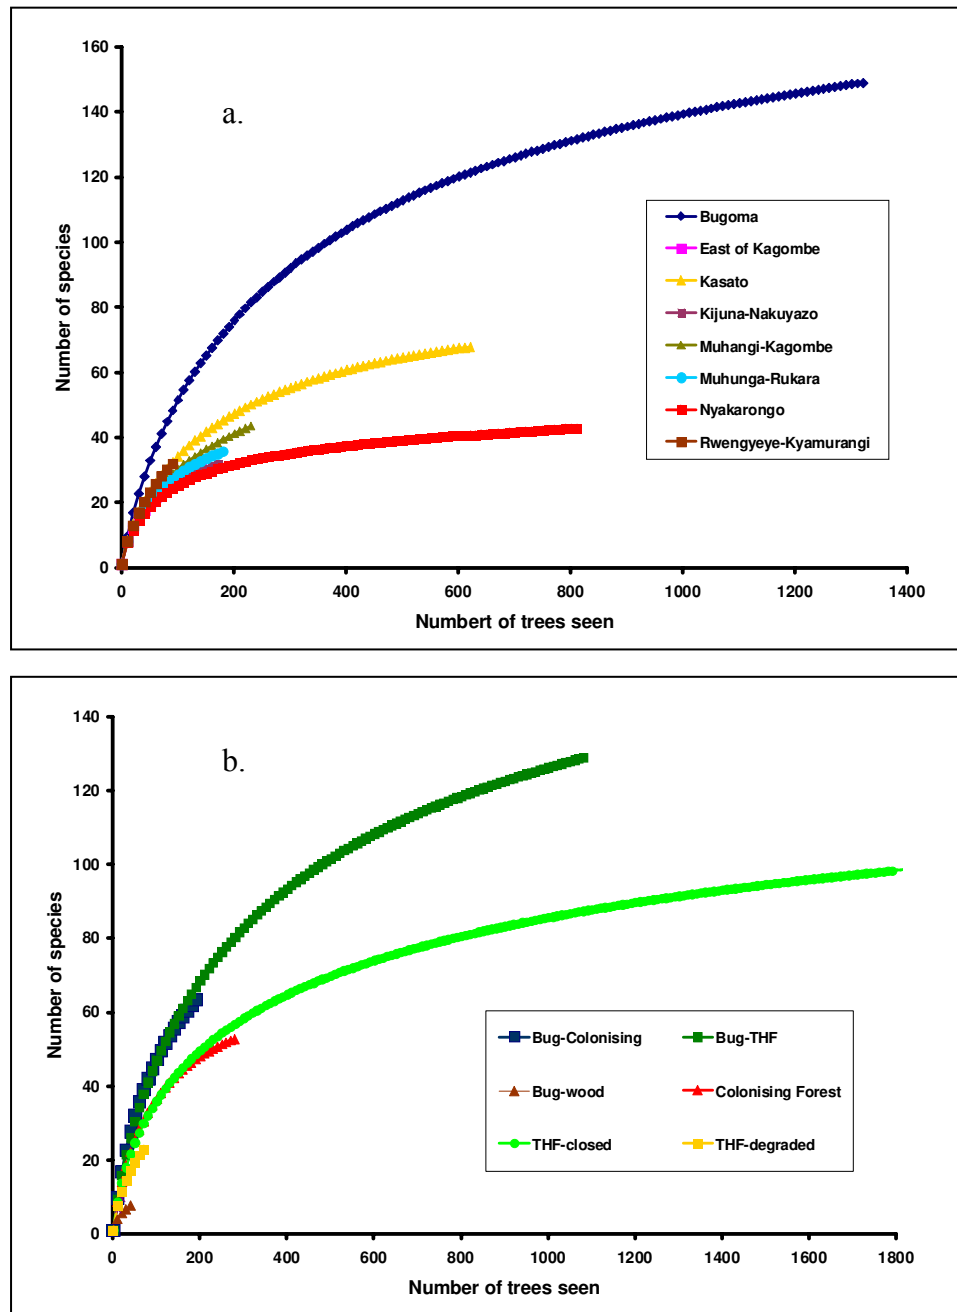 160
a.
140
120
100
80
60
40
20
0
Number of species
Bugoma
East of Kagombe
Kasato
Kijuna-Nakuyazo
Muhangi-Kagombe
Muhunga-Rukara
Nyakarongo
Rwengyeye-Kyamurangi
0 200 400 600 800 1000 1200 1400
Numbert of trees seen
140
b.
120
100
80
60
40
20
0
Number of species
Bug-Colonising Bug-THF
Bug-wood Colonising Forest
THF-closed THF-degraded
0 200 400 600 800 1000 1200 1400 1600 1800
Number of trees seen